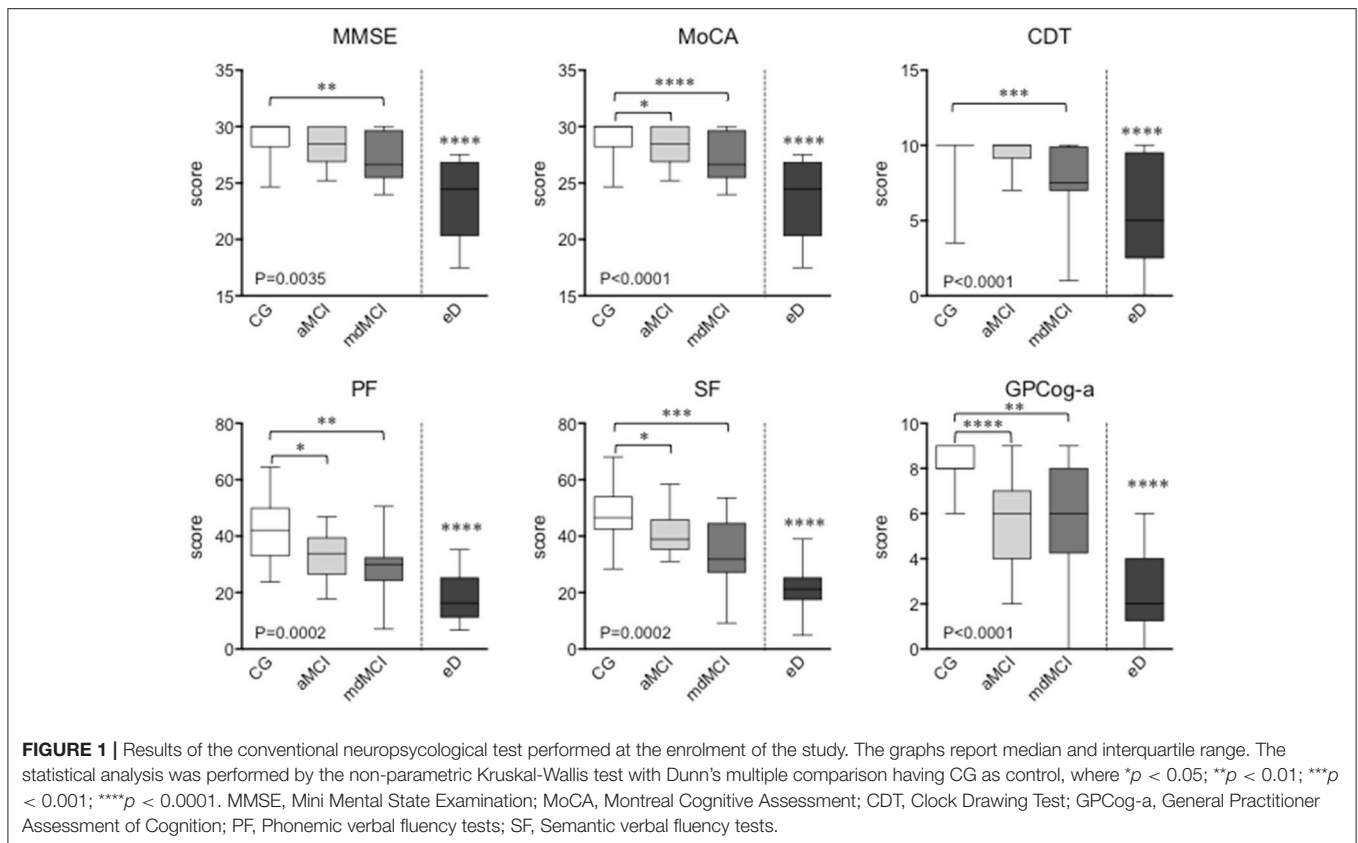 MMSE
35
30
25
20
15
score
**
****
P=0.0035
CG
aMCI
mdMCI
eD
MoCA
35
30
25
20
15
score
****
*
****
P<0.0001
CG
aMCI
mdMCI
eD
CDT
15
10
5
0
score
***
****
P<0.0001
CG
aMCI
mdMCI
eD
PF
80
60
40
20
0
score
**
*
****
P=0.0002
CG
aMCI
mdMCI
eD
SF
80
60
40
20
0
score
***
*
****
P=0.0002
CG
aMCI
mdMCI
eD
GPCog-a
10
8
6
4
2
0
score
**
****
****
P<0.0001
CG
aMCI
mdMCI
eD
FIGURE 1 | Results of the conventional neuropsycological test performed at the enrolment of the study. The graphs report median and interquartile range. The
statistical analysis was performed by the non-parametric Kruskal-Wallis test with Dunn's multiple comparison having CG as control, where *p < 0.05; **p < 0.01; ***p
< 0.001; ****p < 0.0001. MMSE, Mini Mental State Examination; MoCA, Montreal Cognitive Assessment; CDT, Clock Drawing Test; GPCog-a, General Practitioner
Assessment of Cognition; PF, Phonemic verbal fluency tests; SF, Semantic verbal fluency tests.